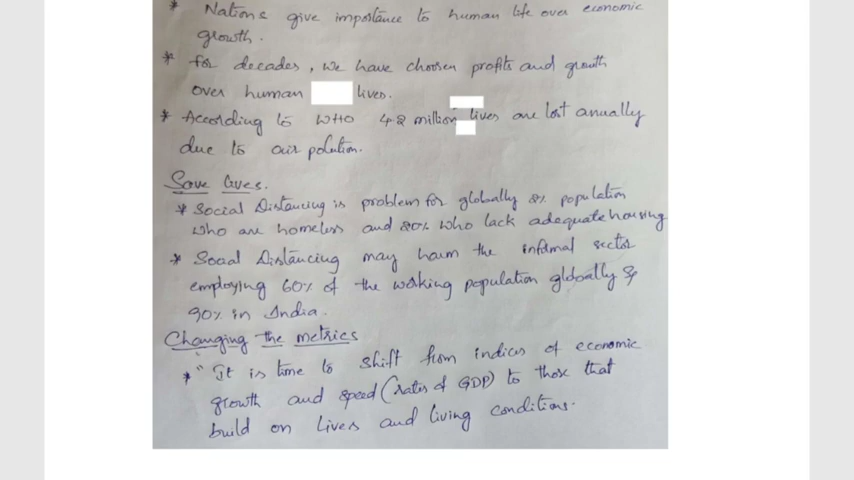 * Nations give importance to human life over economic
growth.
* for decades, we have choosen profits and growth
over human lives.
* According to WHO 4.2 million lives are lost anually
due to air polution.
Save lives.
* Social Distancing is problem for globally 2% population
who are homeless and 20% who lack adequate housing
* Social Distancing may harm the informal sector
employing 60% of the working population globally &
90% in India.
Changing the metrics
* " It is time to shift from indices of economic
growth and speed (rates of GDP) to those that
build on lives and living conditions.